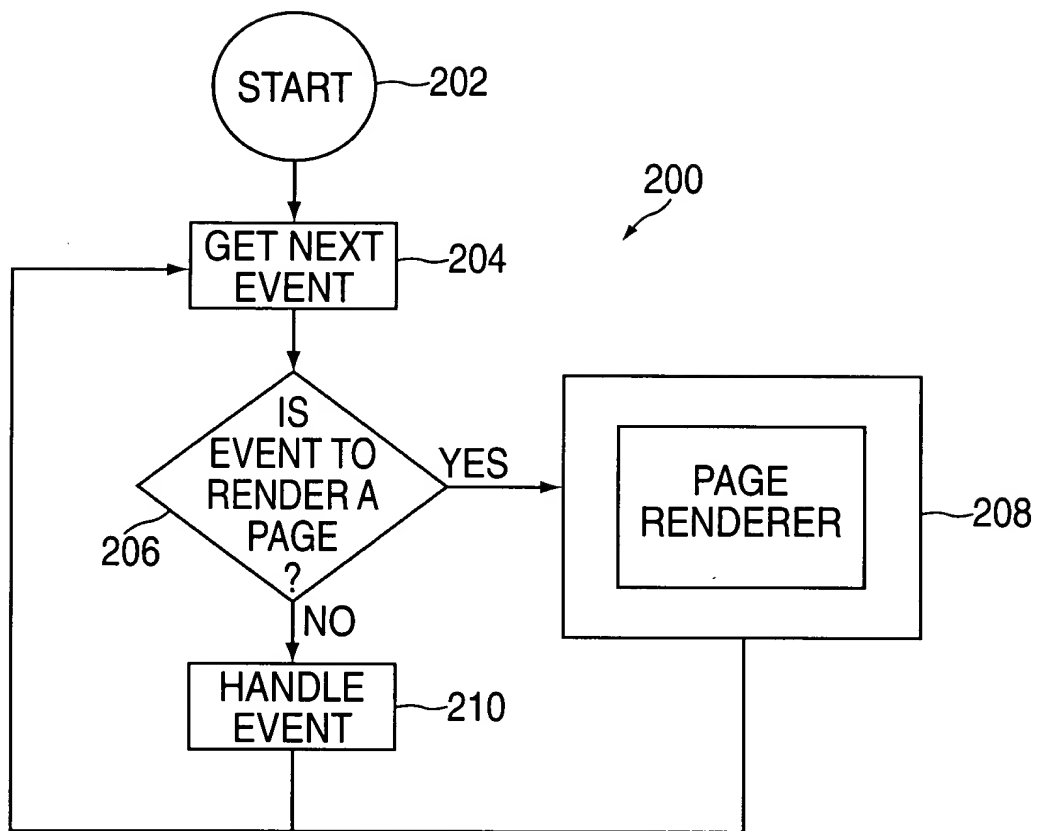 START
202
200
GET NEXT
EVENT
204
IS
EVENT TO
RENDER A
PAGE
?
YES
206
PAGE
RENDERER
208
NO
HANDLE
EVENT
210